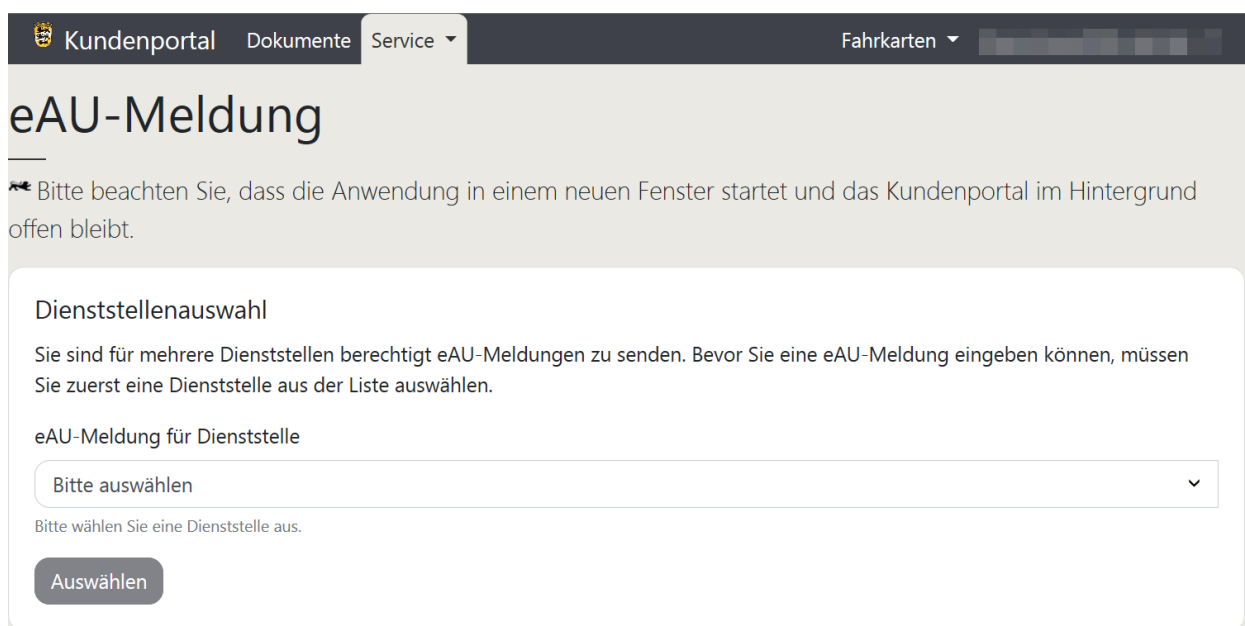 Kundenportal Dokumente Service Fahrkarten
eAU-Meldung
Bitte beachten Sie, dass die Anwendung in einem neuen Fenster startet und das Kundenportal im Hintergrund
offen bleibt.
Dienststellenauswahl
Sie sind für mehrere Dienststellen berechtigt eAU-Meldungen zu senden. Bevor Sie eine eAU-Meldung eingeben können, müssen
Sie zuerst eine Dienststelle aus der Liste auswählen.
eAU-Meldung für Dienststelle
Bitte auswählen
Bitte wählen Sie eine Dienststelle aus.
Auswählen